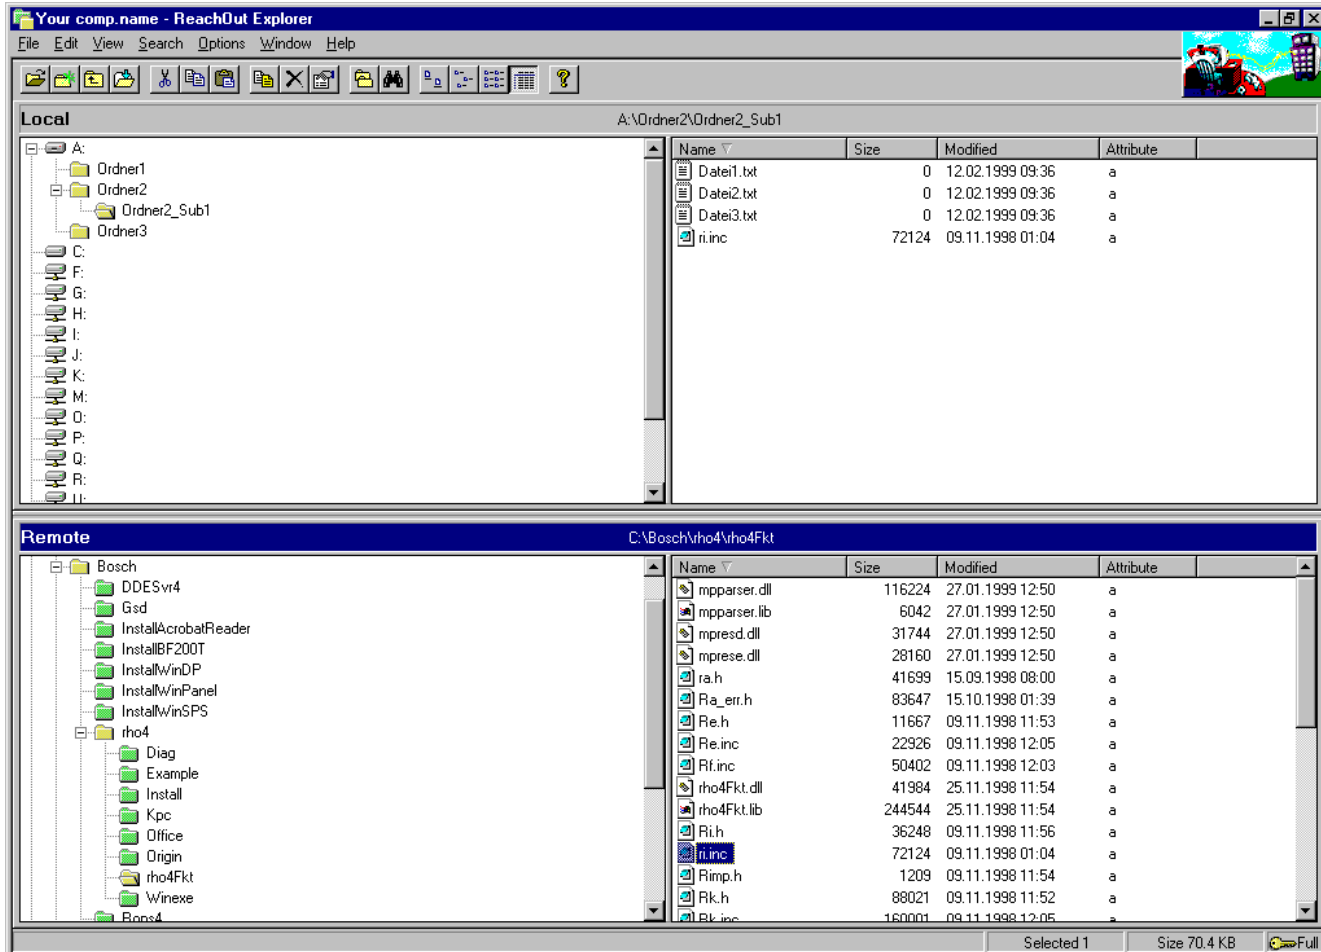 Your comp.name - ReachOut Explorer
File Edit View Search Options Window Help
Local A:\Ordner2\Ordner2_Sub1
A:
Ordner1
Ordner2
Ordner2_Sub1
Ordner3
C:
F:
G:
H:
I:
J:
K:
M:
O:
P:
Q:
R:
U:
Name Size Modified Attribute
Datei1.txt 0 12.02.1999 09:36 a
Datei2.txt 0 12.02.1999 09:36 a
Datei3.txt 0 12.02.1999 09:36 a
ri.inc 72124 09.11.1998 01:04 a
Remote C:\Bosch\rho4\rho4Fkt
Bosch
DDESvr4
Gsd
InstallAcrobatReader
InstallBF200T
InstallWinDP
InstallWinPanel
InstallWinSPS
rho4
Diag
Example
Install
Kpc
Office
Origin
rho4Fkt
Winexe
Rops4
Name Size Modified Attribute
mpparser.dll 116224 27.01.1999 12:50 a
mpparser.lib 6042 27.01.1999 12:50 a
mpresd.dll 31744 27.01.1999 12:50 a
mprese.dll 28160 27.01.1999 12:50 a
ra.h 41699 15.09.1998 08:00 a
Ra_err.h 83647 15.10.1998 01:39 a
Re.h 11667 09.11.1998 11:53 a
Re.inc 22926 09.11.1998 12:05 a
Rf.inc 50402 09.11.1998 12:03 a
rho4Fkt.dll 41984 25.11.1998 11:54 a
rho4Fkt.lib 244544 25.11.1998 11:54 a
Ri.h 36248 09.11.1998 11:56 a
ri.inc 72124 09.11.1998 01:04 a
Rimp.h 1209 09.11.1998 11:54 a
Rk.h 88021 09.11.1998 11:52 a
Rk.inc 160001 09.11.1998 12:05 a
Selected 1 Size 70.4 KB Full